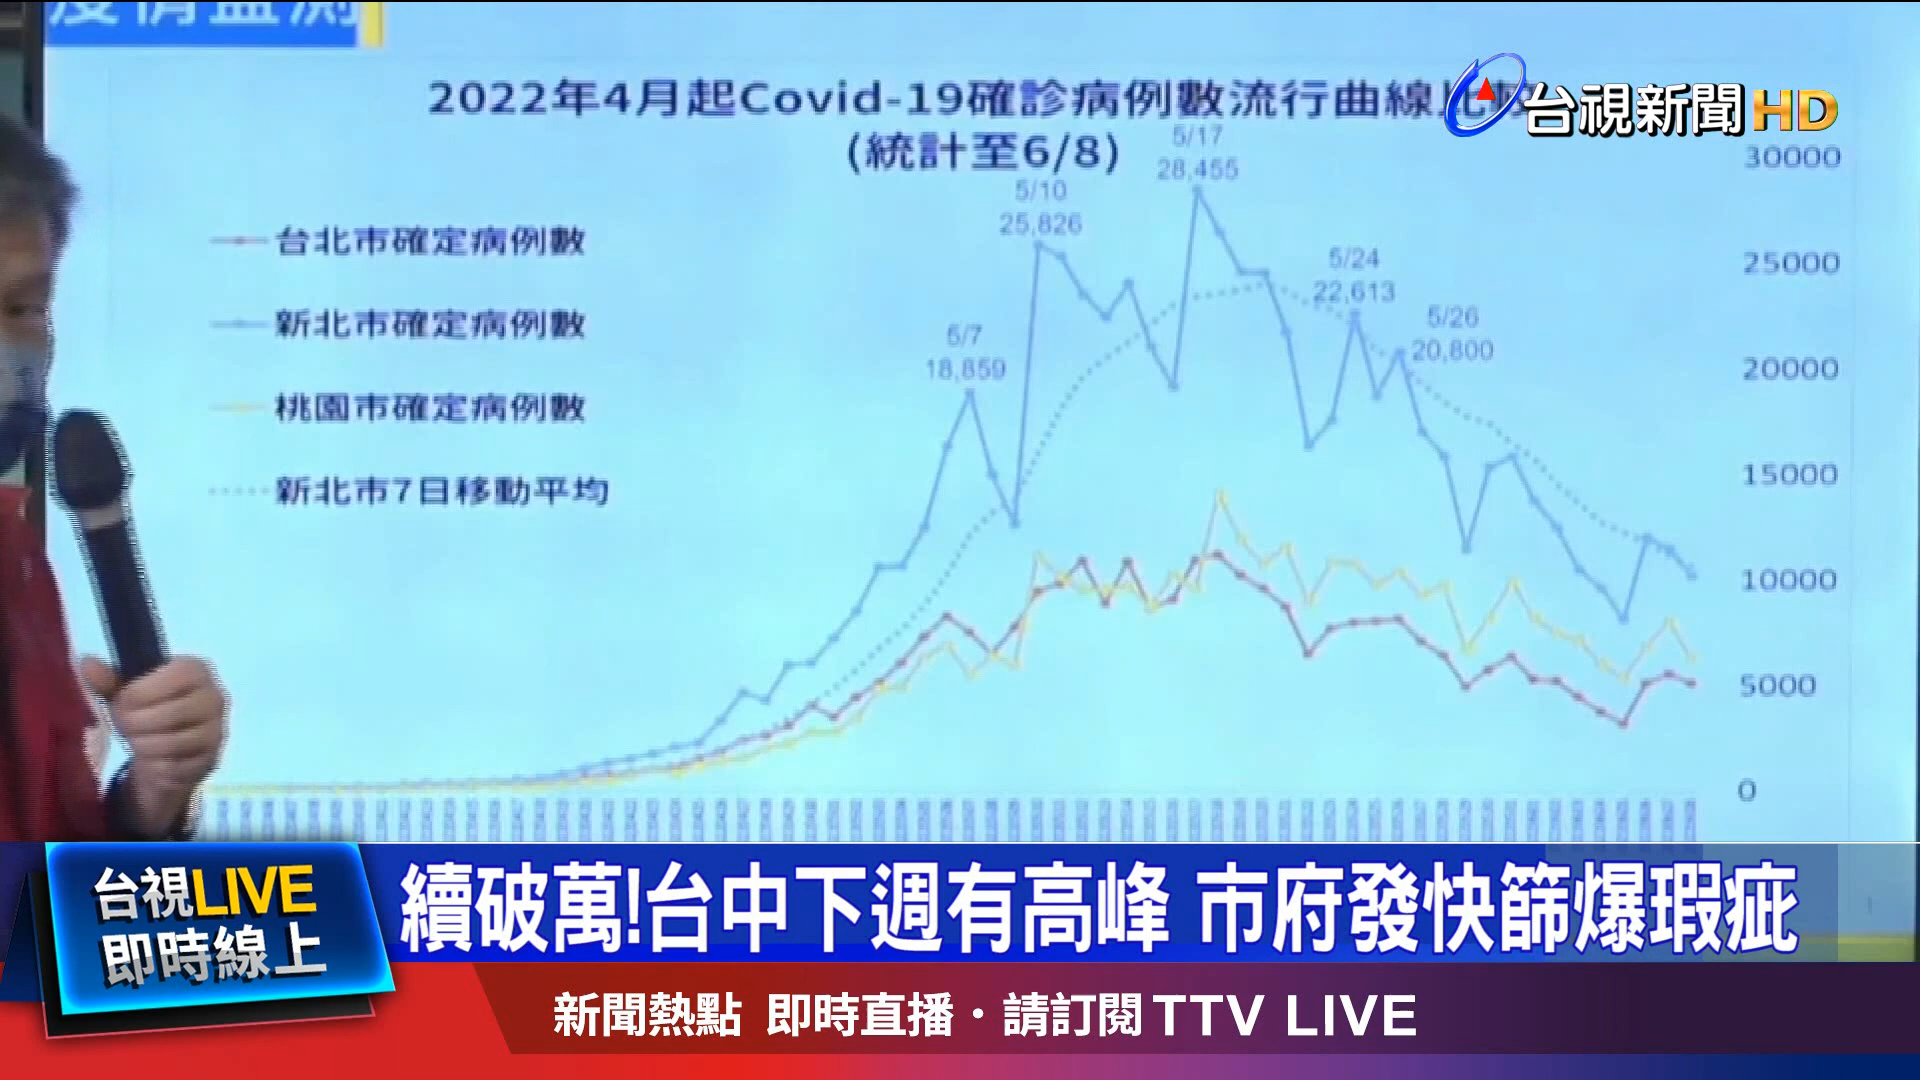 疫情監測
2022年4月起Covid-19確診病例數流行曲線比較
(統計至6/8)
台視新聞HD
台北市確定病例數
新北市確定病例數
桃園市確定病例數
新北市7日移動平均
5/7
18,859
5/10
25,826
5/17
28,455
5/24
22,613
5/26
20,800
30000
25000
20000
15000
10000
5000
0
台視LIVE
即時線上
續破萬!台中下週有高峰 市府發快篩爆瑕疵
新聞熱點 即時直播・請訂閱TTV LIVE